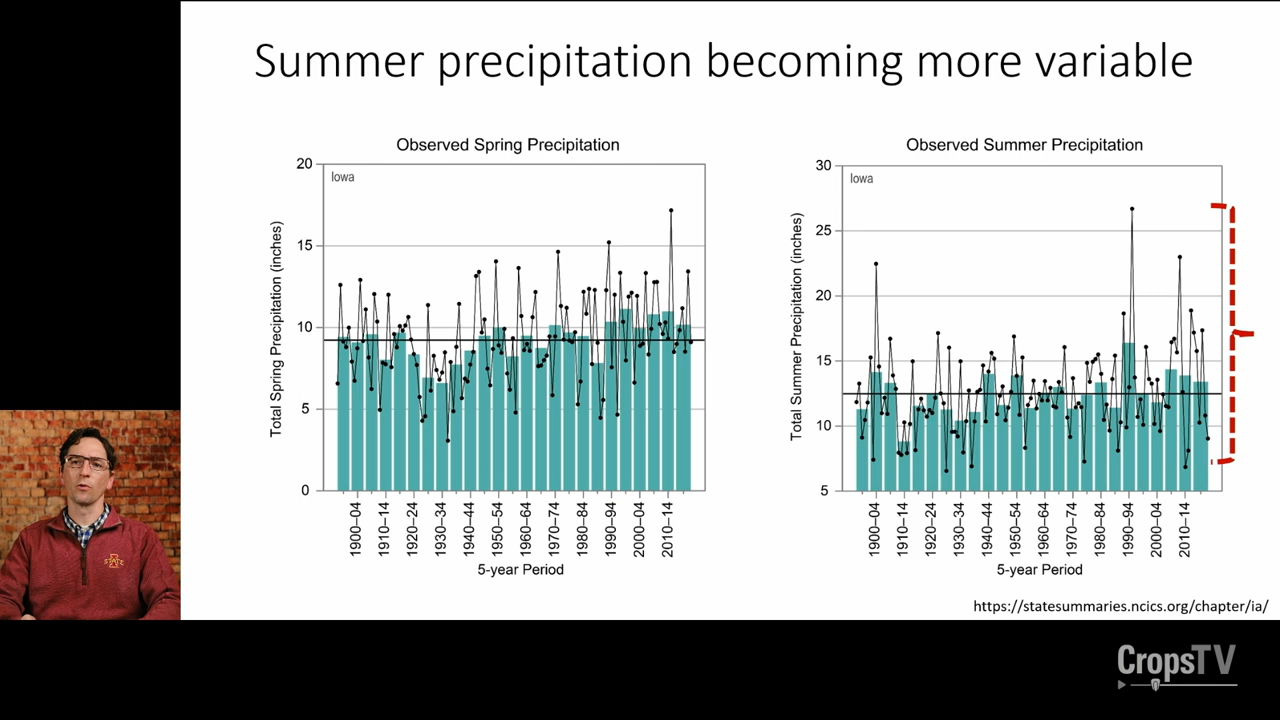 Summer precipitation becoming more variable
Observed Spring Precipitation
Iowa
Total Spring Precipitation (inches)
20
15
10
5
0
1900–04
1910–14
1920–24
1930–34
1940–44
1950–54
1960–64
1970–74
1980–84
1990–94
2000–04
2010–14
5-year Period
Observed Summer Precipitation
Iowa
Total Summer Precipitation (inches)
30
25
20
15
10
5
1900–04
1910–14
1920–24
1930–34
1940–44
1950–54
1960–64
1970–74
1980–84
1990–94
2000–04
2010–14
5-year Period
https://statesummaries.ncics.org/chapter/ia/
STATE
CropsTV